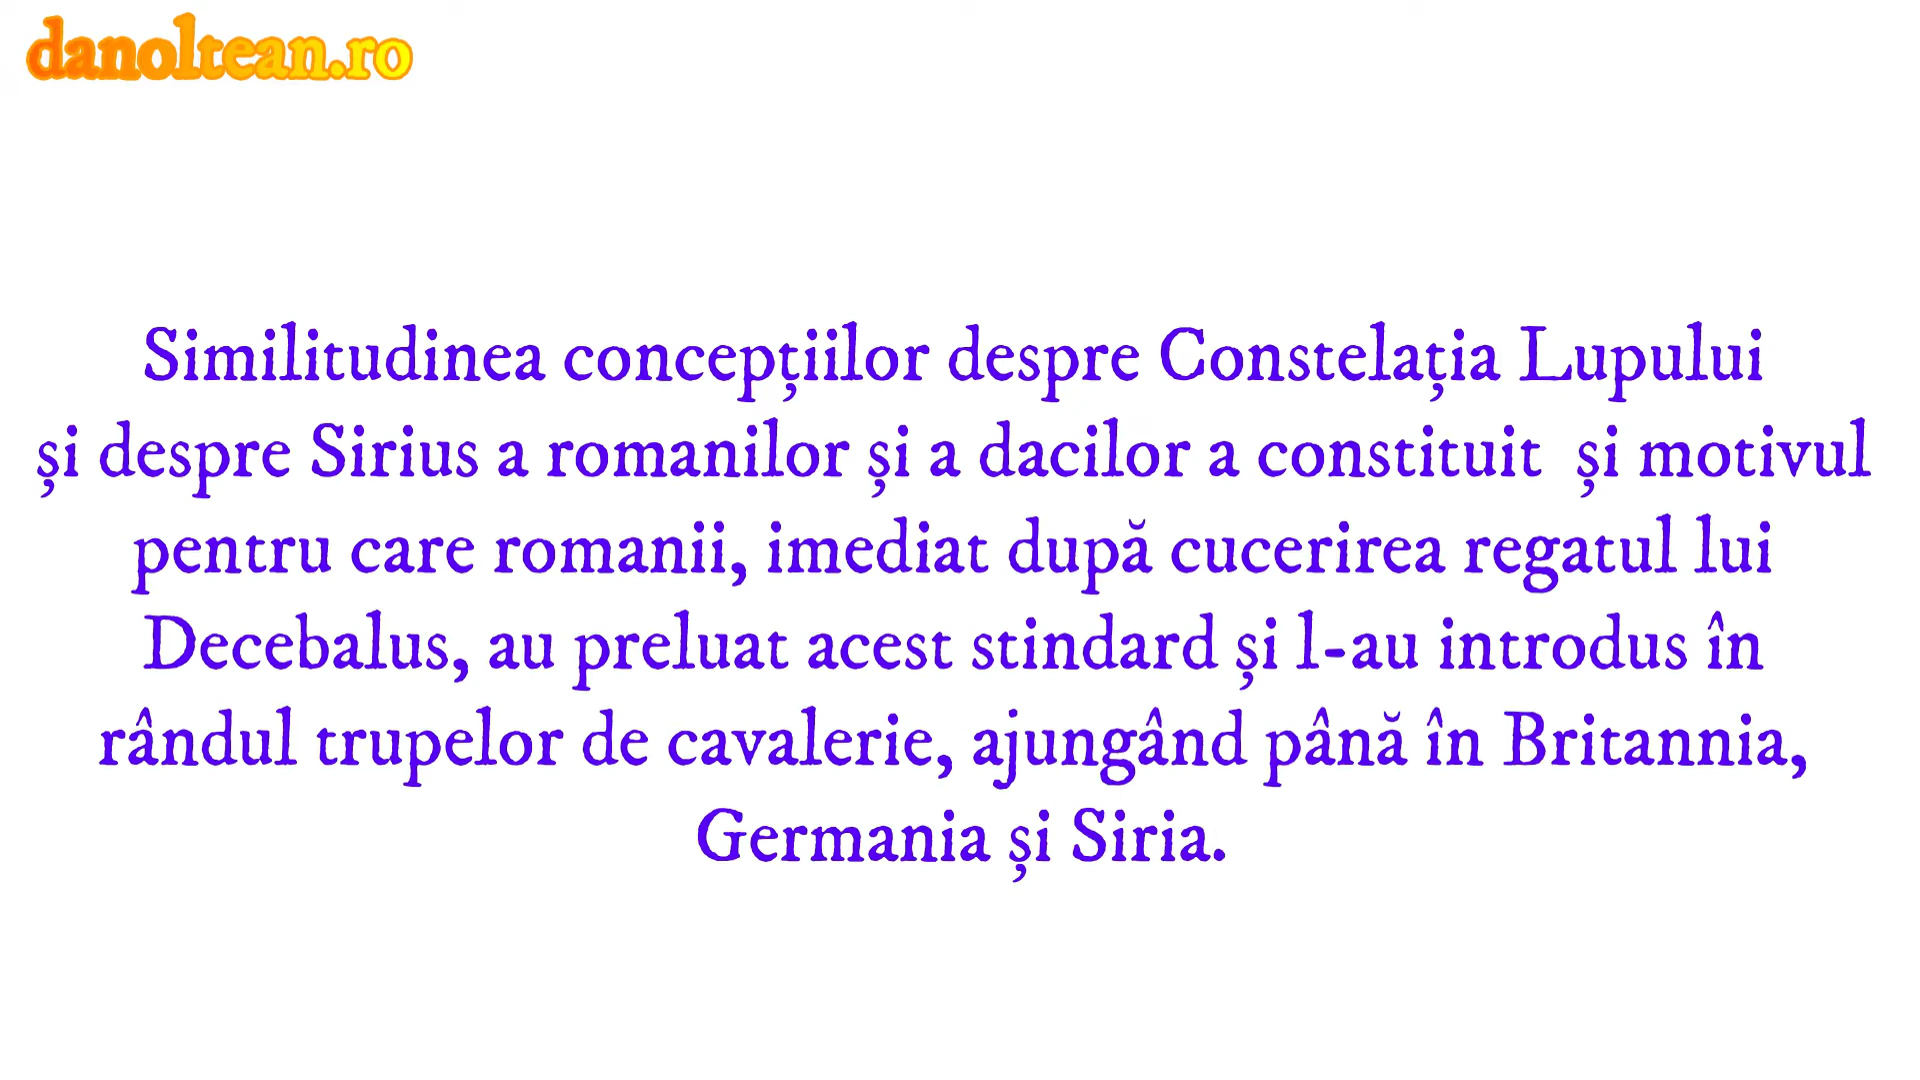 danoltean.ro
Similitudinea concepțiilor despre Constelația Lupului
și despre Sirius a romanilor și a dacilor a constituit  și motivul
pentru care romanii, imediat după cucerirea regatul lui
Decebalus, au preluat acest stindard și l-au introdus în
rândul trupelor de cavalerie, ajungând până în Britannia,
Germania și Siria.